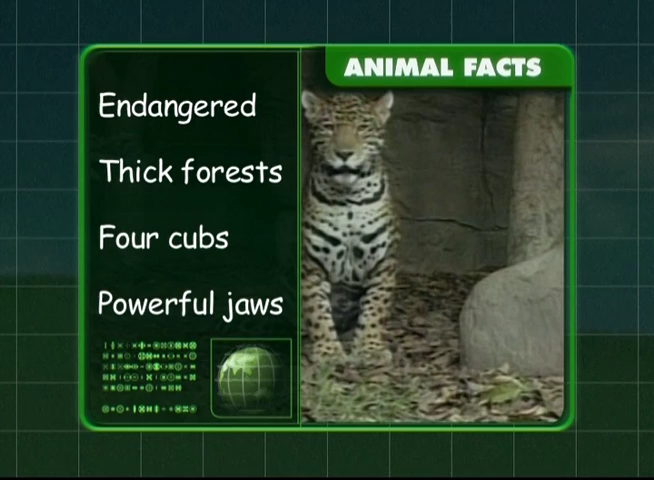 ANIMAL FACTS
Endangered
Thick forests
Four cubs
Powerful jaws